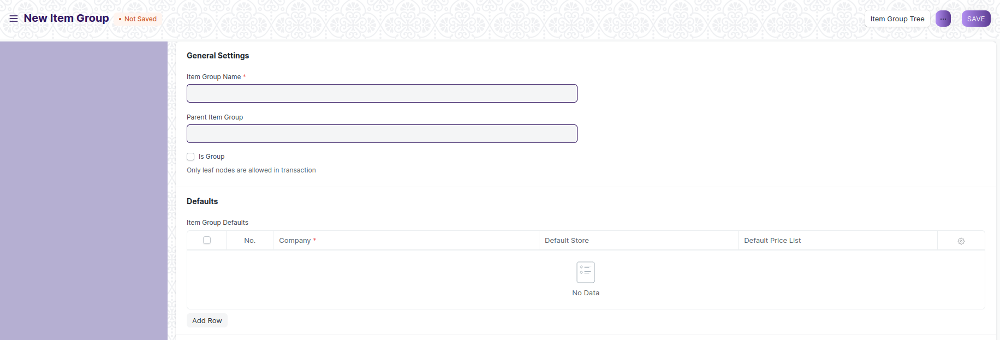 New Item Group
• Not Saved
Item Group Tree
...
SAVE
General Settings
Item Group Name *
Parent Item Group
Is Group
Only leaf nodes are allowed in transaction
Defaults
Item Group Defaults
No.
Company *
Default Store
Default Price List
No Data
Add Row